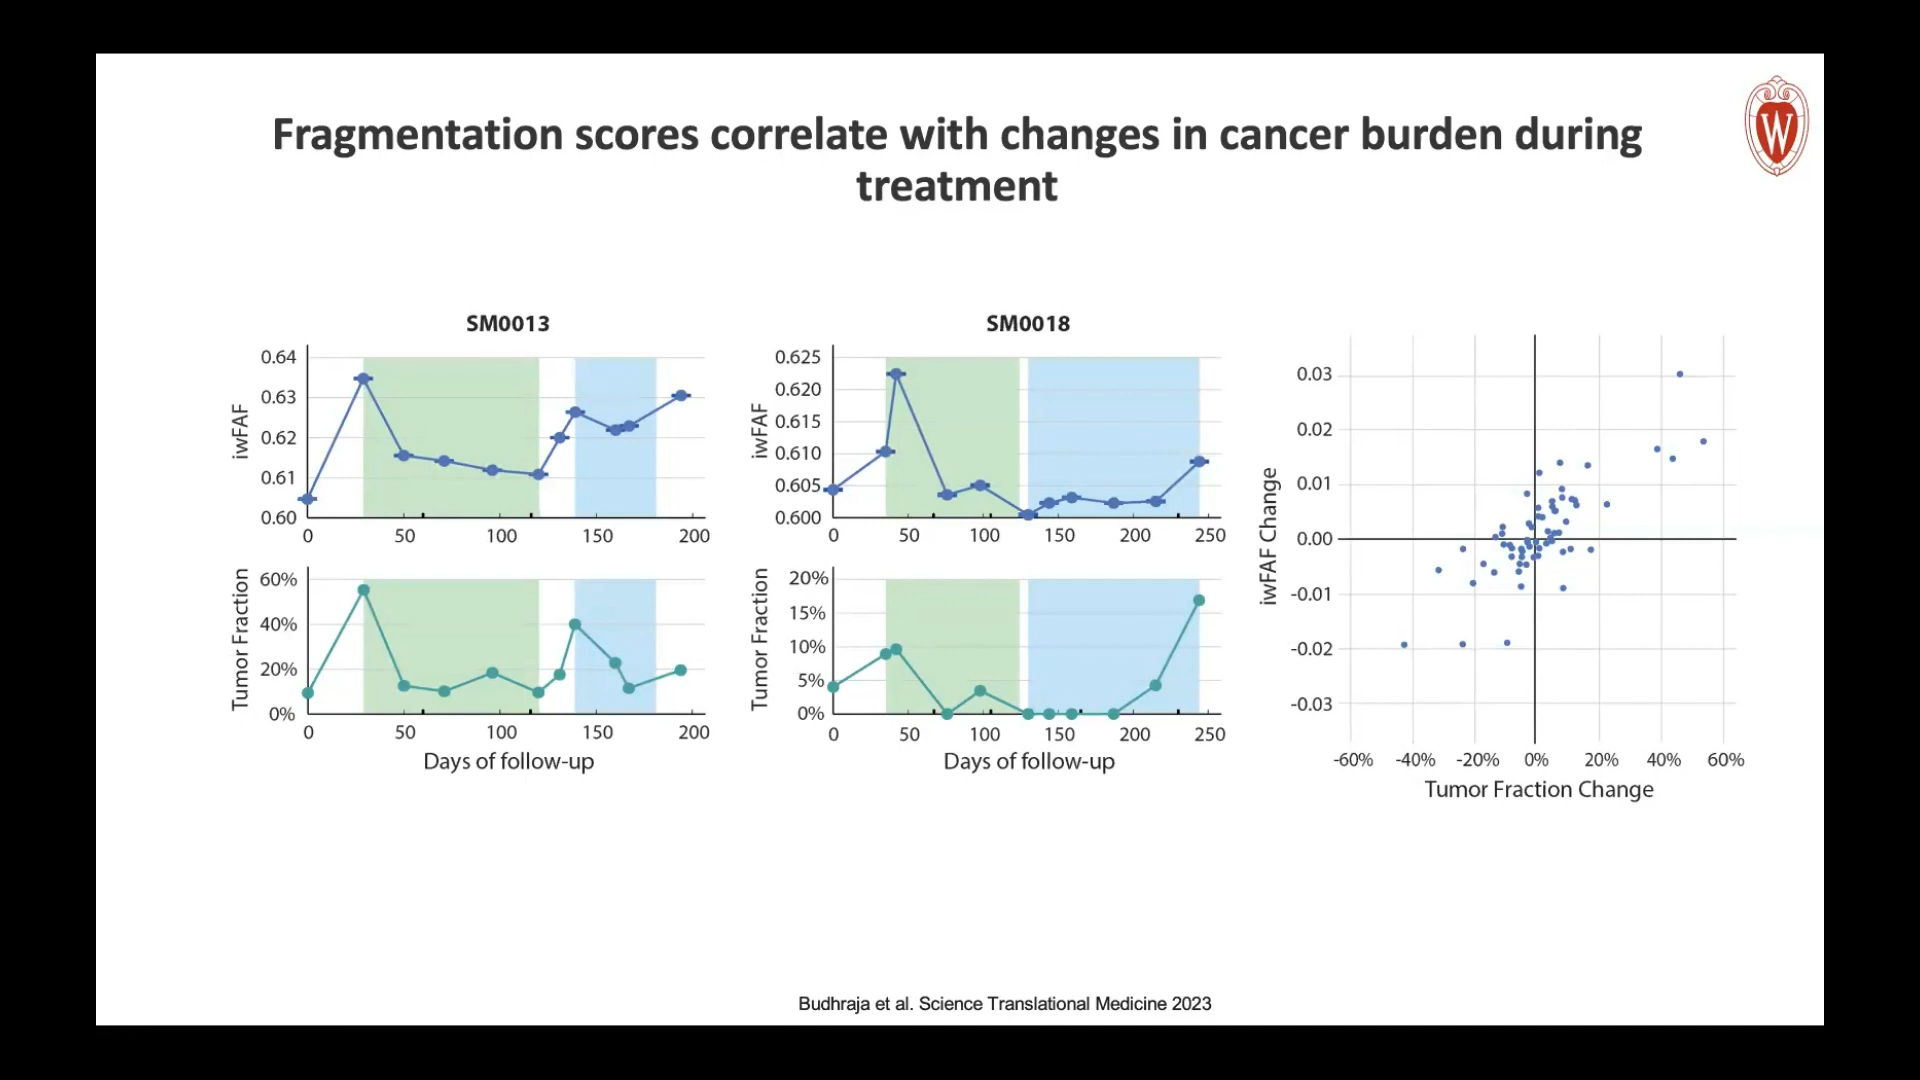 Fragmentation scores correlate with changes in cancer burden during
treatment
W
SM0013
iwFAF
0.64
0.63
0.62
0.61
0.60
0 50 100 150 200
Tumor Fraction
60%
40%
20%
0%
0 50 100 150 200
Days of follow-up
SM0018
iwFAF
0.625
0.620
0.615
0.610
0.605
0.600
0 50 100 150 200 250
Tumor Fraction
20%
15%
10%
5%
0%
0 50 100 150 200 250
Days of follow-up
iwFAF Change
0.03
0.02
0.01
0.00
-0.01
-0.02
-0.03
-60% -40% -20% 0% 20% 40% 60%
Tumor Fraction Change
Budhraja et al. Science Translational Medicine 2023